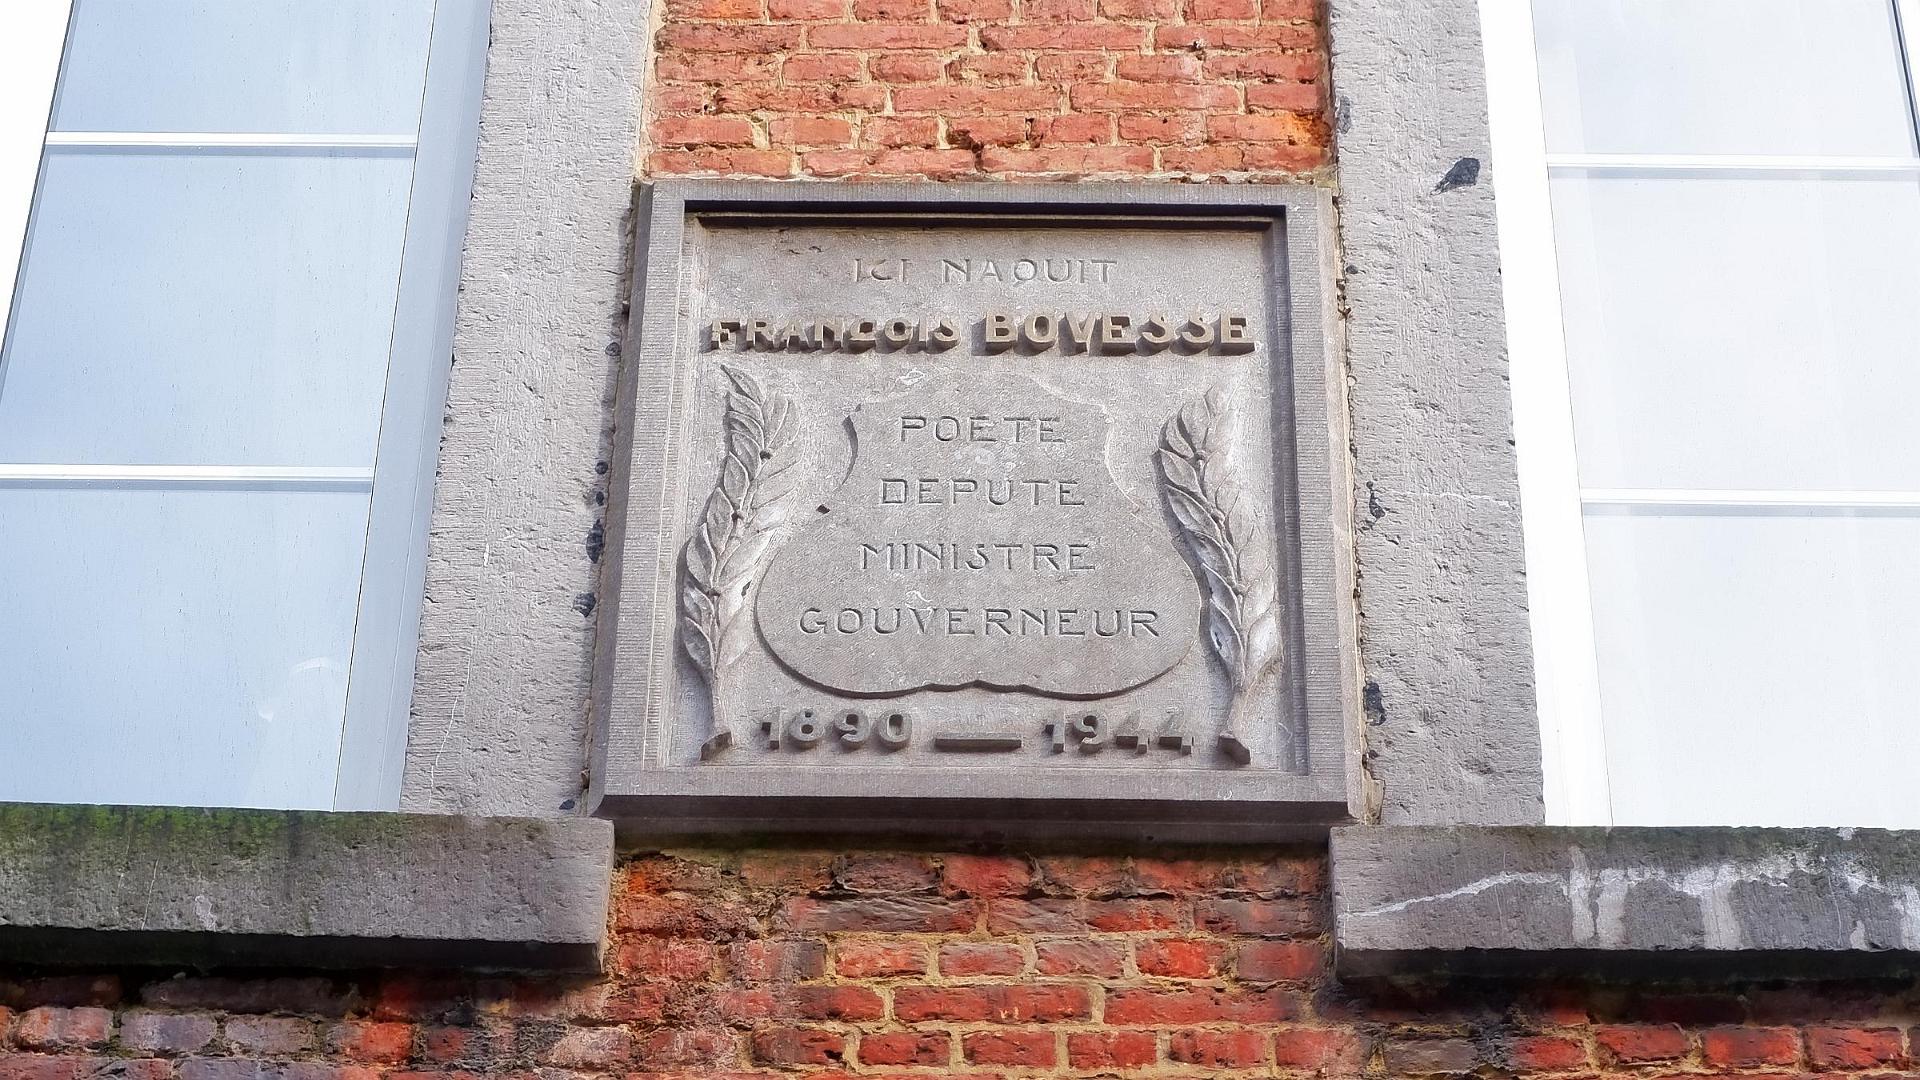 ICI NAQUIT
FRANÇOIS BOVESSE
POETE
DEPUTE
MINISTRE
GOUVERNEUR
1890 — 1944